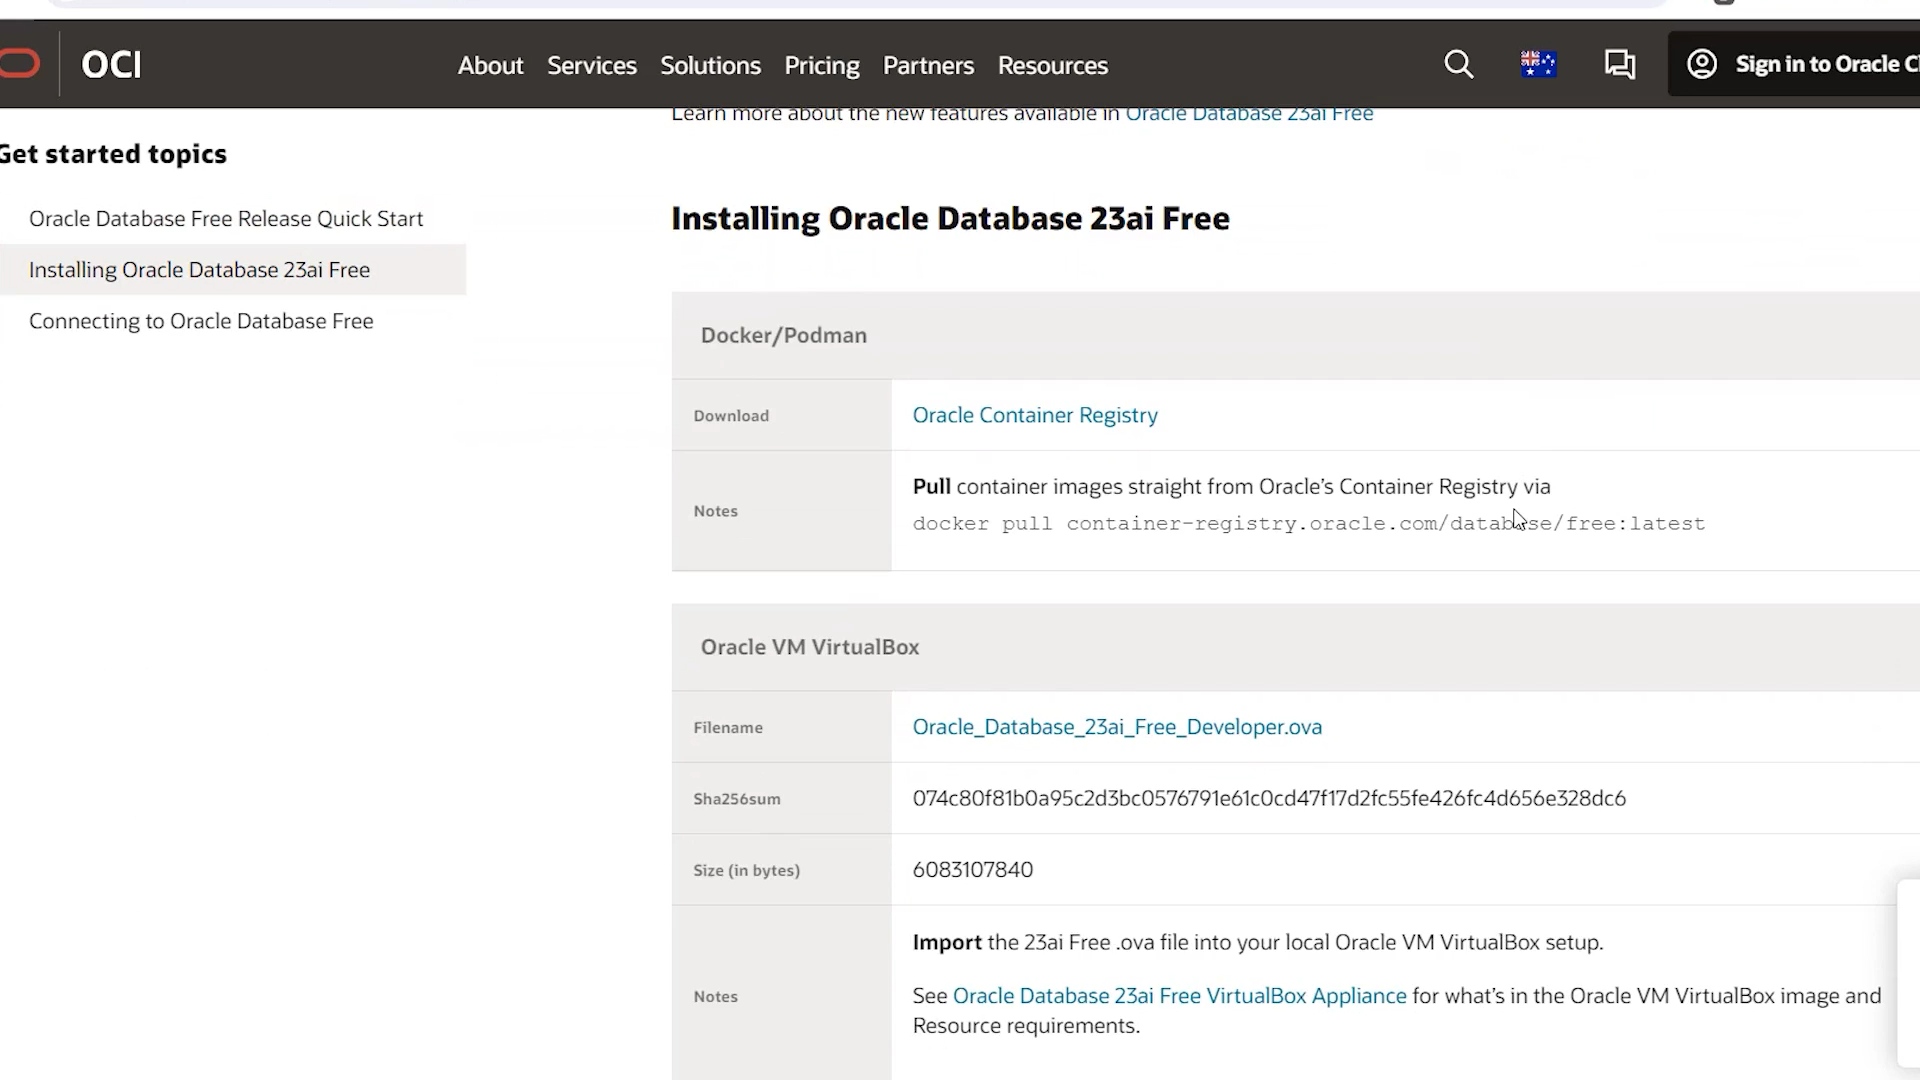 OCI
About Services Solutions Pricing Partners Resources
Sign in to Oracle
Learn more about the new features available in Oracle Database 23ai Free
Get started topics
Oracle Database Free Release Quick Start
Installing Oracle Database 23ai Free
Connecting to Oracle Database Free
Installing Oracle Database 23ai Free
Docker/Podman
Download
Oracle Container Registry
Notes
Pull container images straight from Oracle's Container Registry via
docker pull container-registry.oracle.com/database/free:latest
Oracle VM VirtualBox
Filename
Oracle_Database_23ai_Free_Developer.ova
Sha256sum
074c80f81b0a95c2d3bc0576791e61c0cd47f17d2fc55fe426fc4d656e328dc6
Size (in bytes)
6083107840
Notes
Import the 23ai Free .ova file into your local Oracle VM VirtualBox setup.
See Oracle Database 23ai Free VirtualBox Appliance for what's in the Oracle VM VirtualBox image and
Resource requirements.